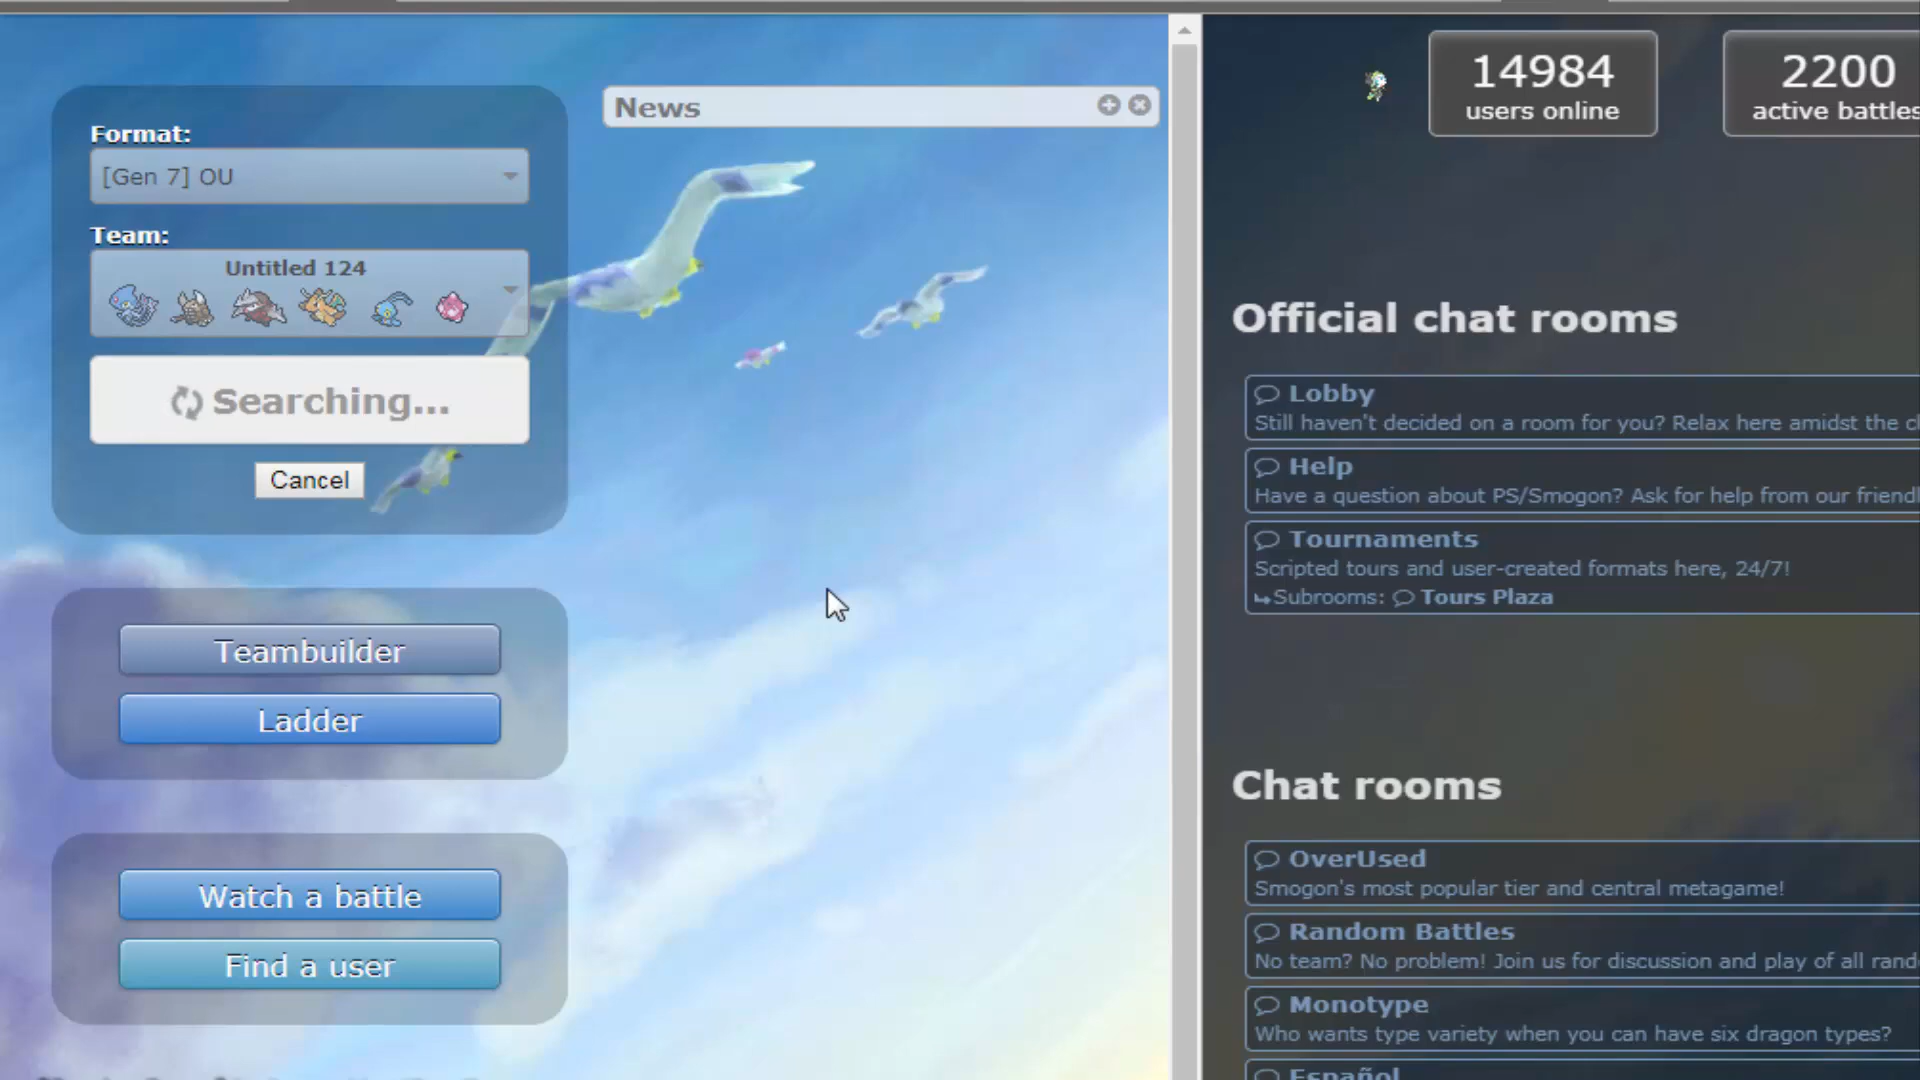 Format:
[Gen 7] OU
Team:
Untitled 124
Searching...
Cancel
Teambuilder
Ladder
Watch a battle
Find a user
News
14984
users online
2200
active battles
Official chat rooms
Lobby
Still haven't decided on a room for you? Relax here amidst the
Help
Have a question about PS/Smogon? Ask for help from our
Tournaments
Scripted tours and user-created formats here, 24/7!
Subrooms: Tours Plaza
Chat rooms
OverUsed
Smogon's most popular tier and central metagame!
Random Battles
No team? No problem! Join us for discussion and play of all
Monotype
Who wants type variety when you can have six dragon types?
Español